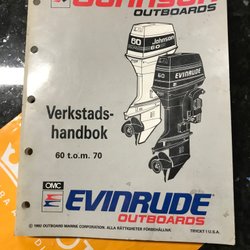 Johnson
OUTBOARDS
Johnson
60
60
EVINRUDE
Verkstads-
handbok
60 t.o.m. 70
OMC
EVINRUDE
OUTBOARDS
© 1992 OUTBOARD MARINE CORPORATION. ALLA RÄTTIGHETER FÖRBEHÅLLNA. TRYCKT I U.S.A.